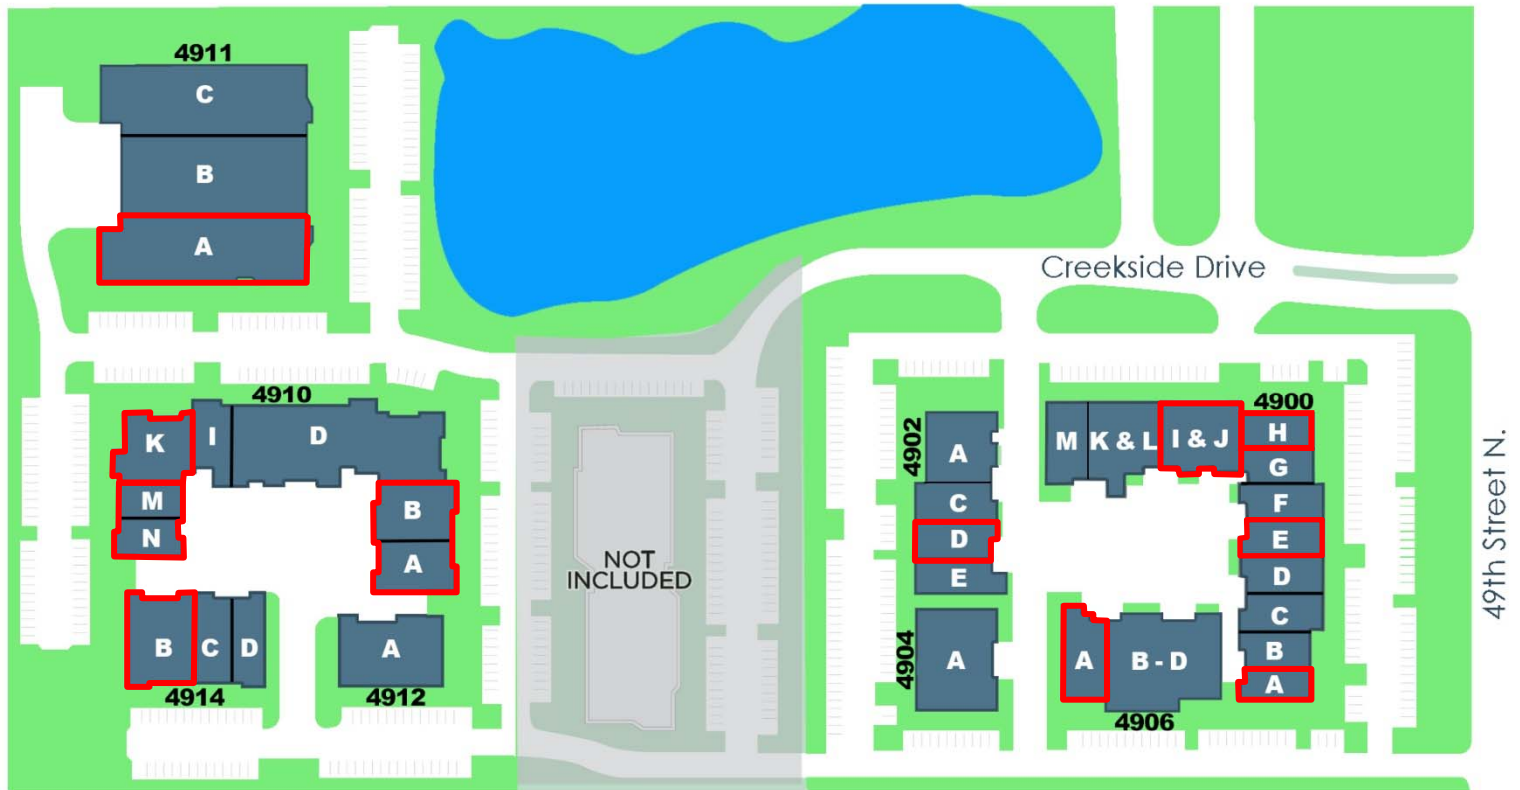 4911
C
B
A
Creekside Drive
49th Street N.
4910
K
I
D
M
N
B
A
B
C
D
4914
A
4912
NOT
INCLUDED
4902
A
C
D
E
4904
A
4900
M
K & L
I & J
H
G
F
E
D
C
B
A
A
B - D
4906